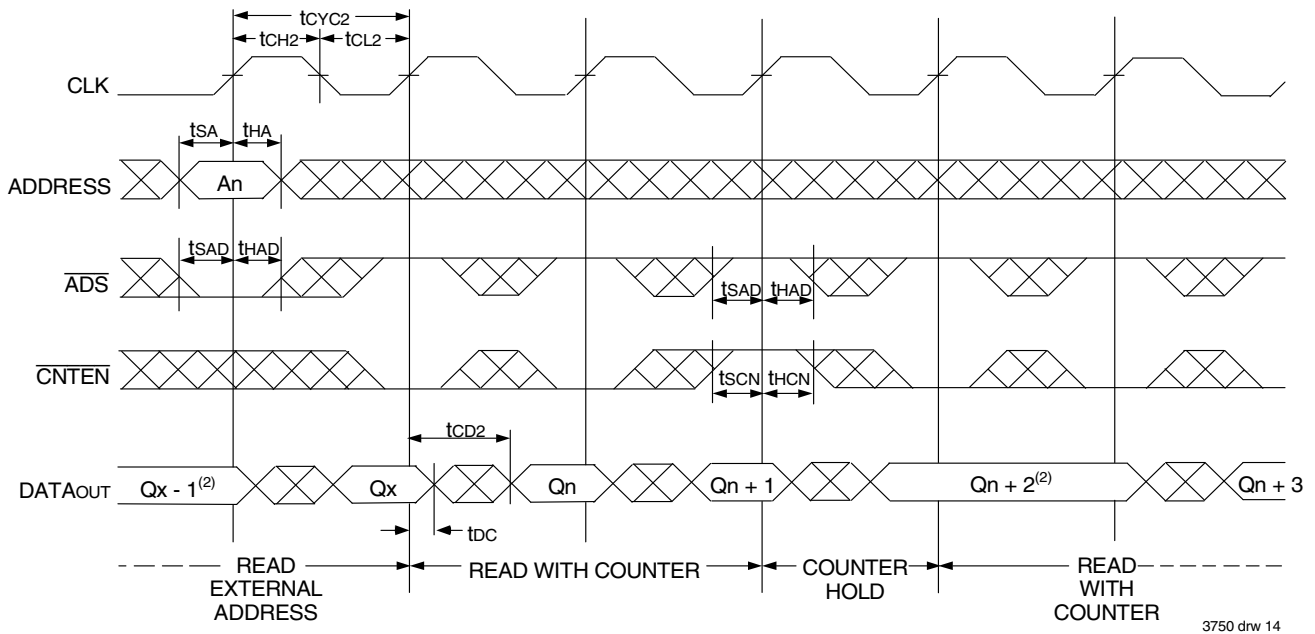 tCYC2
tCH2 tCL2
CLK
tSA tHA
ADDRESS An
tSAD tHAD
ADS
tSAD tHAD
CNTEN
tSCN tHCN
tCD2
DATAOUT Qx - 1(2) Qx Qn Qn + 1 Qn + 2(2) Qn + 3
tDC
READ
EXTERNAL
ADDRESS
READ WITH COUNTER
COUNTER
HOLD
READ
WITH
COUNTER
3750 drw 14